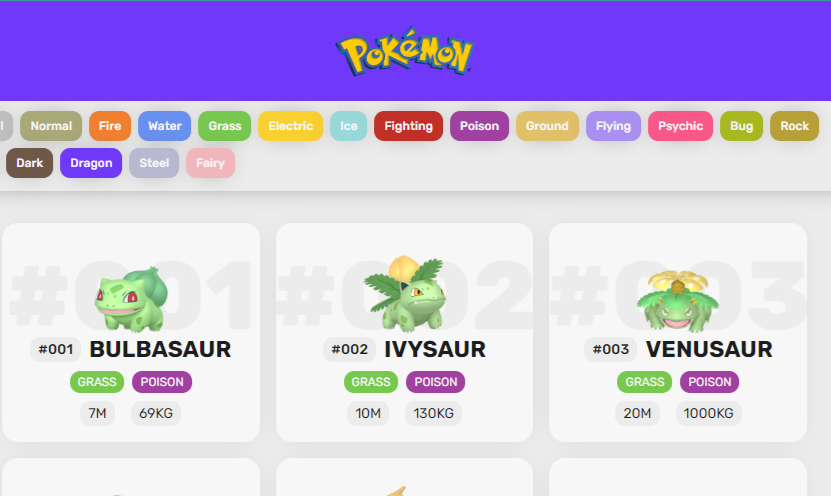 POKéMON
l Normal Fire Water Grass Electric Ice Fighting Poison Ground Flying Psychic Bug Rock
Dark Dragon Steel Fairy
#001 #002 #003
#001 BULBASAUR #002 IVYSAUR #003 VENUSAUR
GRASS POISON GRASS POISON GRASS POISON
7M 69KG 10M 130KG 20M 1000KG